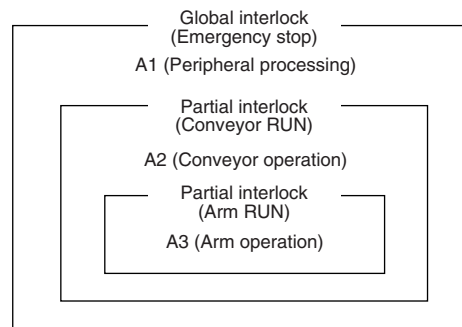 Global interlock
(Emergency stop)
A1 (Peripheral processing)
Partial interlock
(Conveyor RUN)
A2 (Conveyor operation)
Partial interlock
(Arm RUN)
A3 (Arm operation)